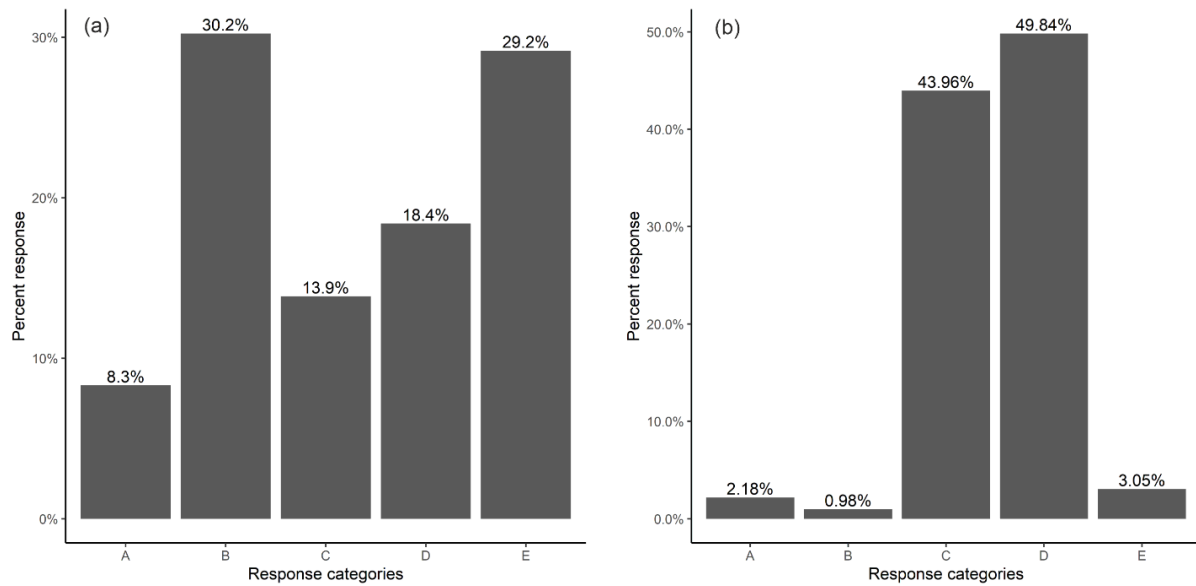 (a)
30.2%
29.2%
18.4%
13.9%
8.3%
30%
20%
10%
0%
Percent response
A B C D E
Response categories
(b)
49.84%
43.96%
2.18%
0.98%
3.05%
50.0%
40.0%
30.0%
20.0%
10.0%
0.0%
Percent response
A B C D E
Response categories